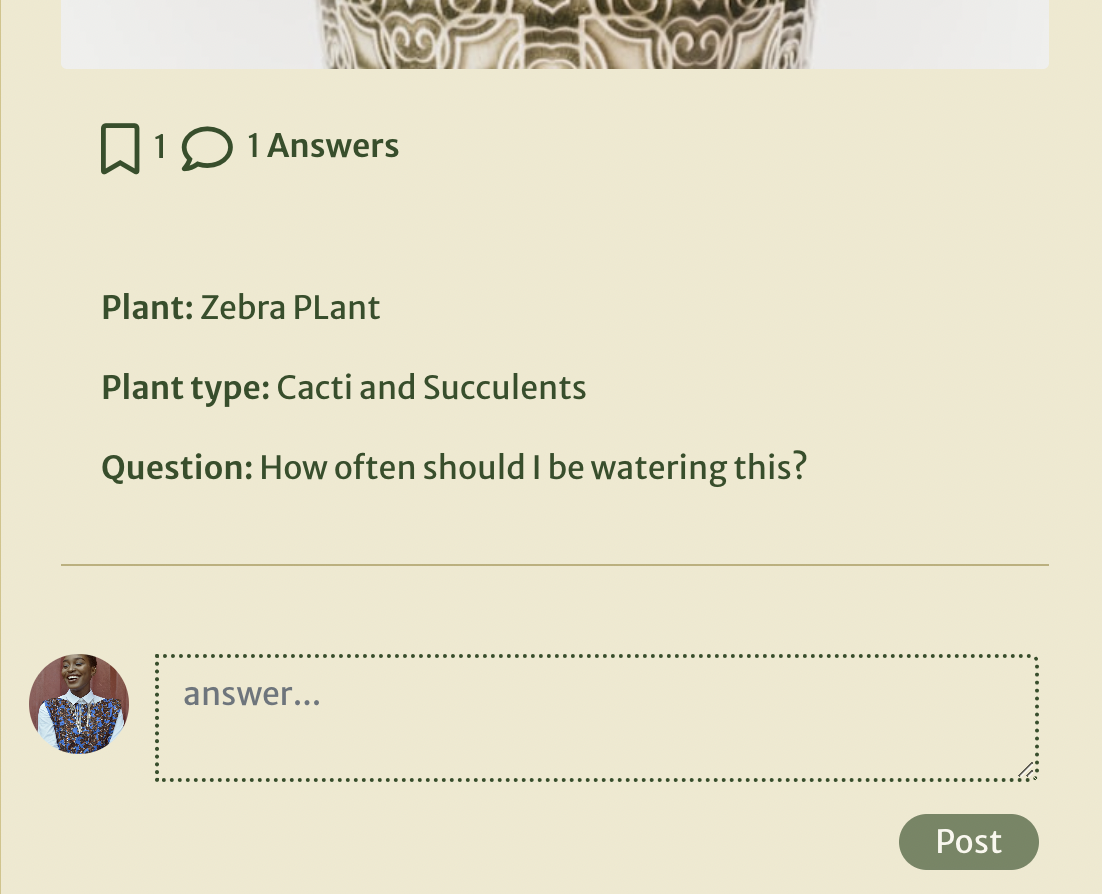 1 1 Answers
Plant: Zebra PLant
Plant type: Cacti and Succulents
Question: How often should I be watering this?
answer...
Post